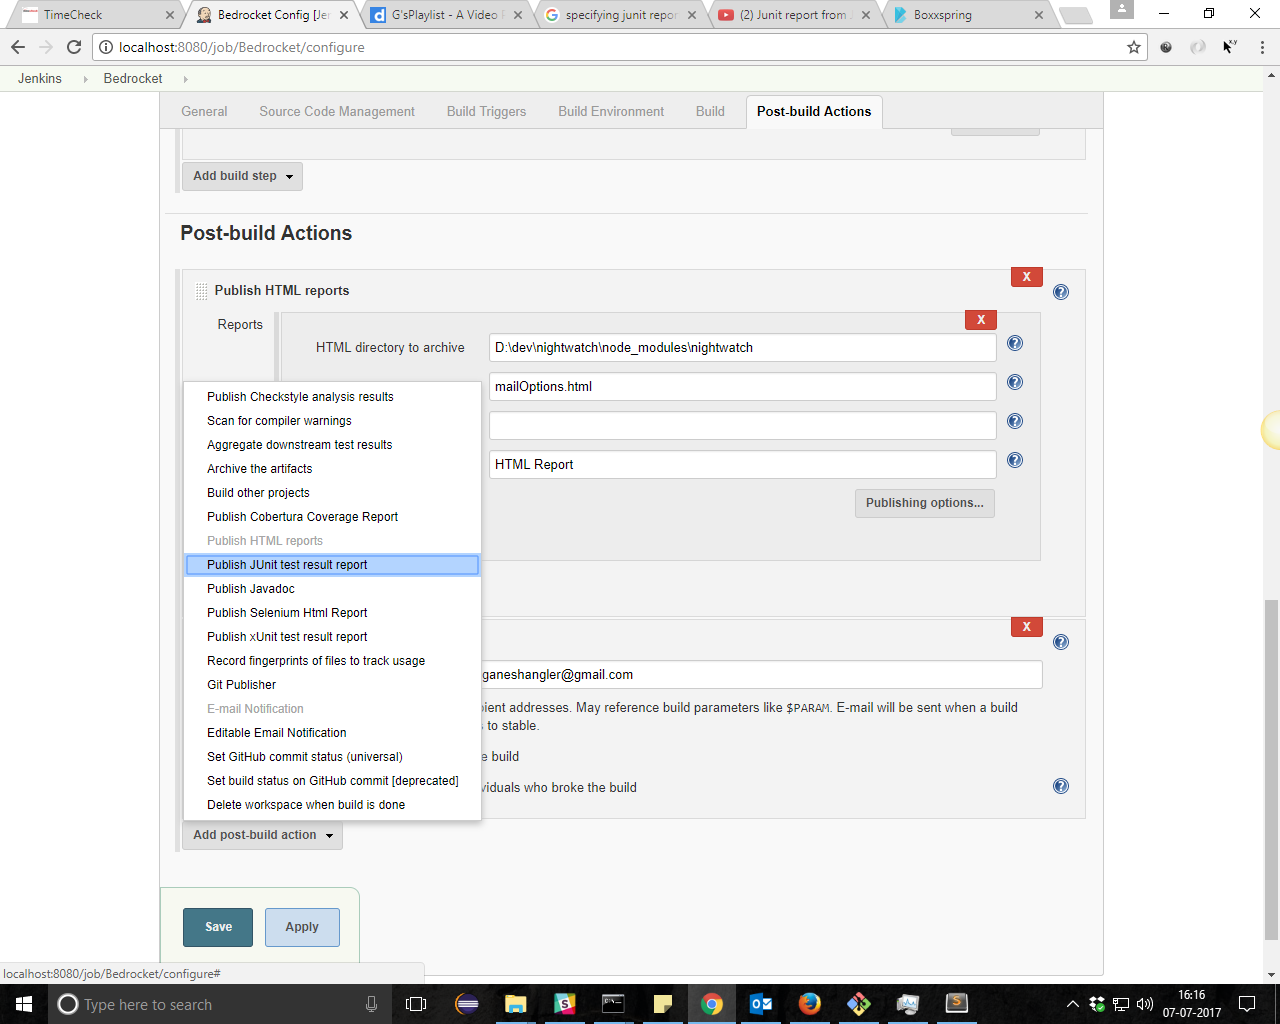 TimeCheck
Bedrocket Config [Je
G'sPlaylist - A Video
specifying junit repor
(2) Junit report from
Boxxspring
localhost:8080/job/Bedrocket/configure
Jenkins
Bedrocket
General
Source Code Management
Build Triggers
Build Environment
Build
Post-build Actions
Add build step
Post-build Actions
X
Publish HTML reports
Reports
X
HTML directory to archive
D:\dev\nightwatch\node_modules\nightwatch
mailOptions.html
HTML Report
Publishing options...
Publish Checkstyle analysis results
Scan for compiler warnings
Aggregate downstream test results
Archive the artifacts
Build other projects
Publish Cobertura Coverage Report
Publish HTML reports
Publish JUnit test result report
Publish Javadoc
Publish Selenium Html Report
Publish xUnit test result report
Record fingerprints of files to track usage
Git Publisher
E-mail Notification
Editable Email Notification
Set GitHub commit status (universal)
Set build status on GitHub commit [deprecated]
Delete workspace when build is done
X
ganeshangler@gmail.com
pient addresses. May reference build parameters like $PARAM. E-mail will be sent when a build
s to stable.
e build
viduals who broke the build
Add post-build action
Save
Apply
localhost:8080/job/Bedrocket/configure#
Type here to search
16:16
07-07-2017